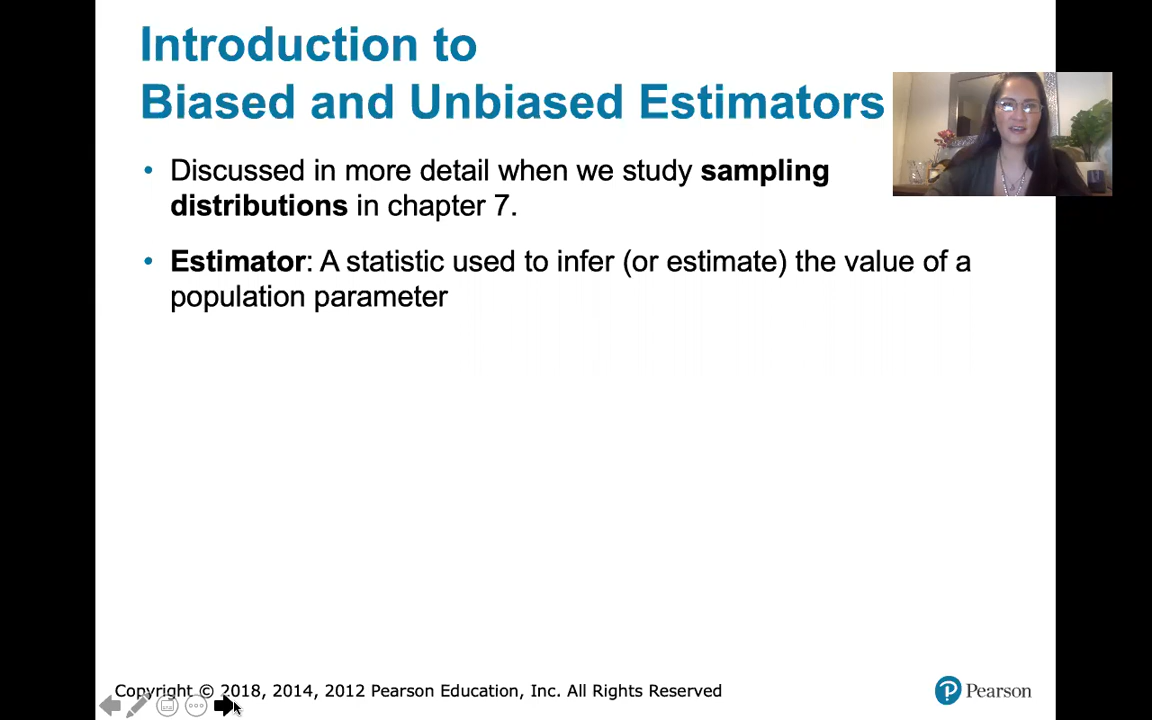 Introduction to
Biased and Unbiased Estimators
• Discussed in more detail when we study sampling
distributions in chapter 7.
• Estimator: A statistic used to infer (or estimate) the value of a
population parameter
Copyright © 2018, 2014, 2012 Pearson Education, Inc. All Rights Reserved
P Pearson